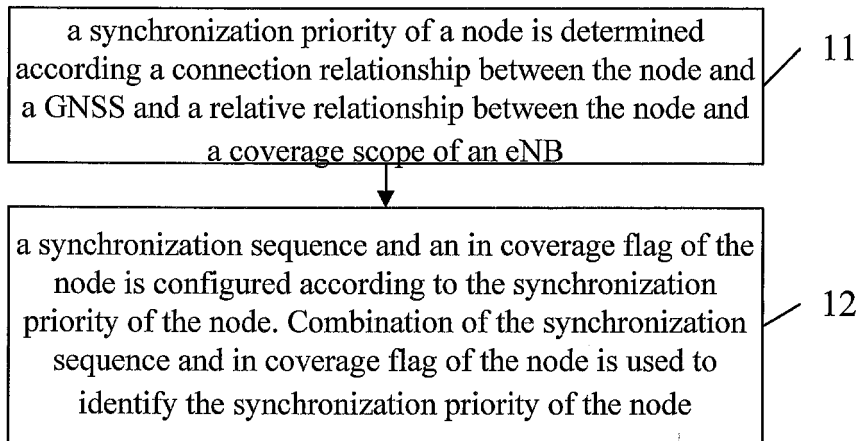 a synchronization priority of a node is determined
according a connection relationship between the node and
a GNSS and a relative relationship between the node and
a coverage scope of an eNB
11
a synchronization sequence and an in coverage flag of the
node is configured according to the synchronization
priority of the node. Combination of the synchronization
sequence and in coverage flag of the node is used to
identify the synchronization priority of the node
12